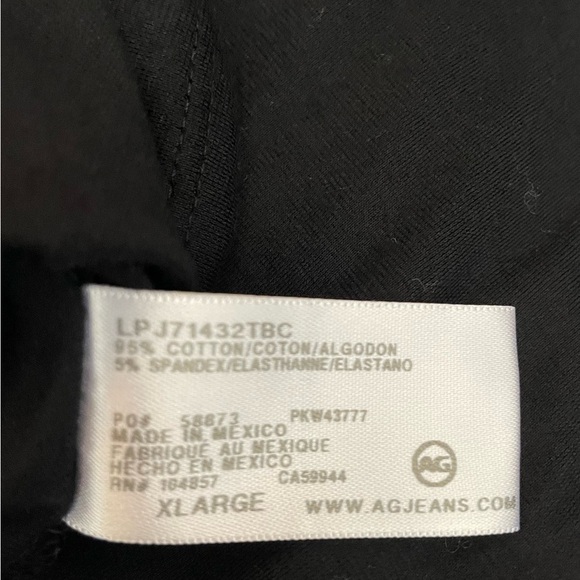 LPJ71432TBC
95% COTTON/COTON/ALGODON
5% SPANDEX/ELASTHANNE/ELASTANO
PO# 58873 PKW43777
MADE IN MEXICO
FABRIQUE AU MEXIQUE
HECHO EN MEXICO
RN# 104857 CA59944
AG
XLARGE WWW.AGJEANS.COM